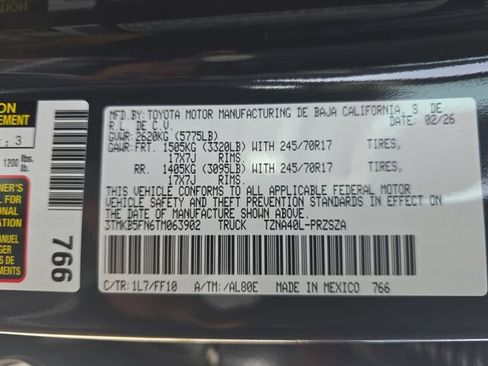 MFD.BY:TOYOTA MOTOR MANUFACTURING DE BAJA CALIFORNIA, S DE
R.L. DE C.V. DATE: 02/26
GVWR:2620KG (5775LB)
GAWR:FRT. 1505KG (3320LB) WITH 245/70R17 TIRES,
17X7J RIMS.
RR. 1405KG (3095LB) WITH 245/70R17 TIRES,
17X7J RIMS.
THIS VEHICLE CONFORMS TO ALL APPLICABLE FEDERAL MOTOR
VEHICLE SAFETY AND THEFT PREVENTION STANDARDS IN EFFECT
ON THE DATE OF MANUFACTURE SHOWN ABOVE.
3TMKB5FN6TM063902 TRUCK TZNA40L-PRZSZA
C/TR:1L7/FF10 A/TM:/AL80E MADE IN MEXICO 766
: 3
1200 lbs.
766